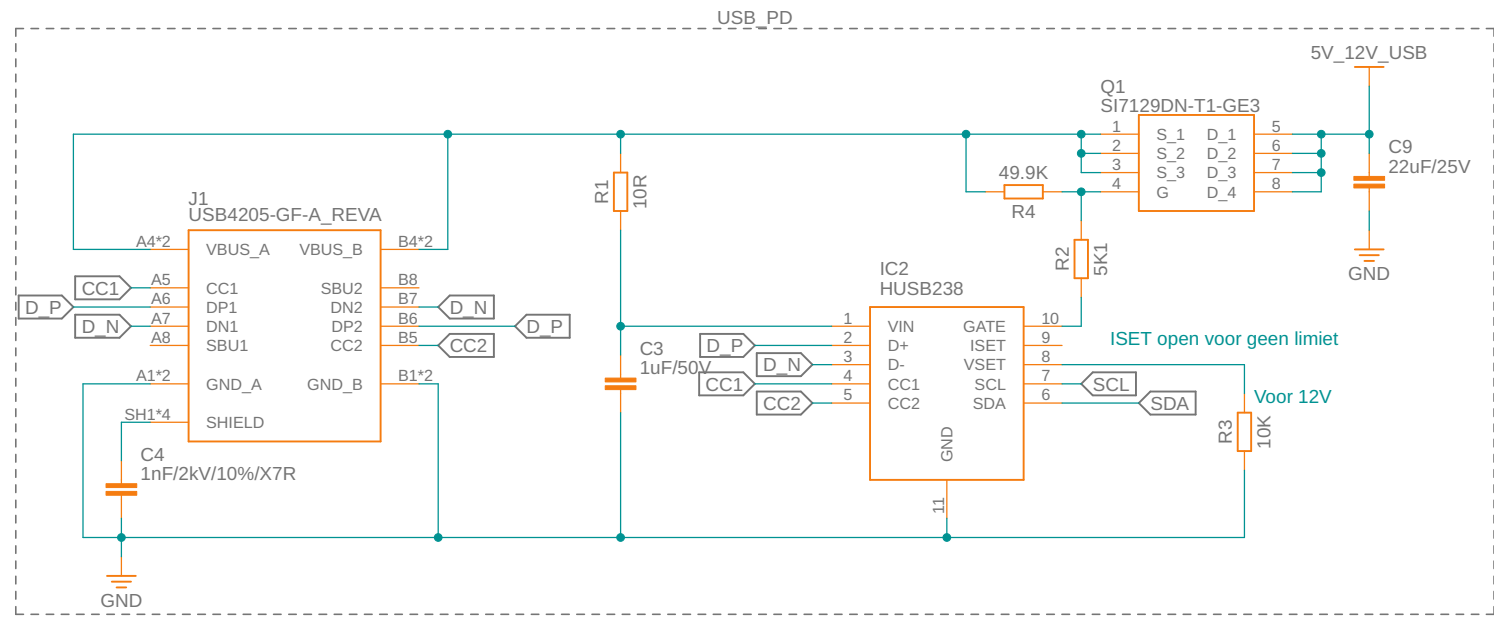 USB_PD
5V_12V_USB
Q1
SI7129DN-T1-GE3
1 S_1 D_1 5
2 S_2 D_2 6
3 S_3 D_3 7
4 G D_4 8
C9
22uF/25V
GND
49.9K
R4
R1
10R
R2
5K1
J1
USB4205-GF-A_REVA
A4*2 VBUS_A VBUS_B B4*2
CC1 A5 CC1 SBU2 B8
D_P A6 DP1 DN2 B7 D_N
D_N A7 DN1 DP2 B6 D_P
A8 SBU1 CC2 B5 CC2
A1*2 GND_A GND_B B1*2
SH1*4 SHIELD
C4
1nF/2kV/10%/X7R
GND
C3
1uF/50V
IC2
HUSB238
1 VIN GATE 10
D_P 2 D+ ISET 9
D_N 3 D- VSET 8
CC1 4 CC1 SCL 7 SCL
CC2 5 CC2 SDA 6 SDA
GND
11
ISET open voor geen limiet
Voor 12V
R3
10K